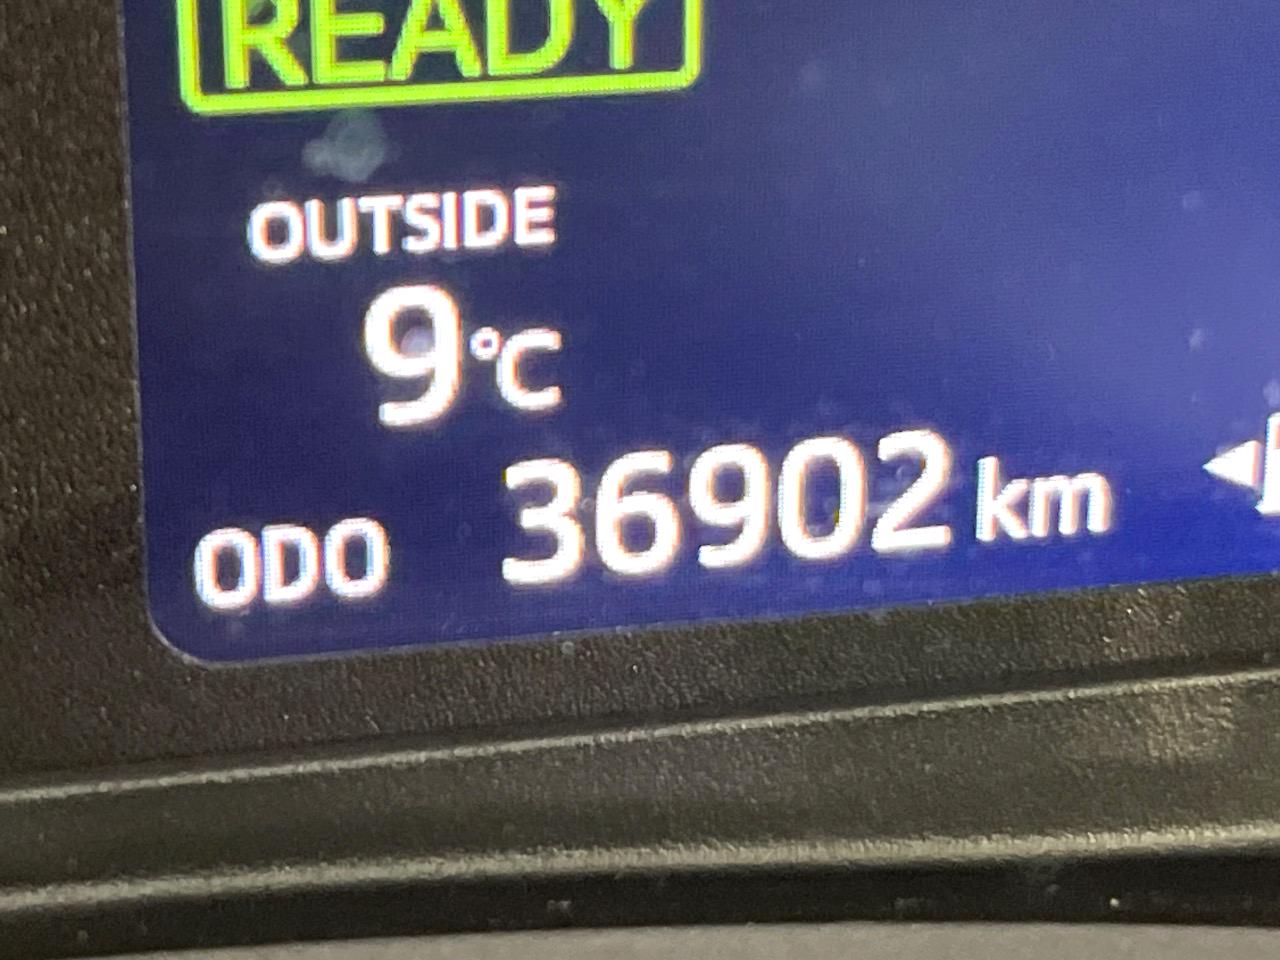 READY
OUTSIDE
9°C
ODO 36902 km